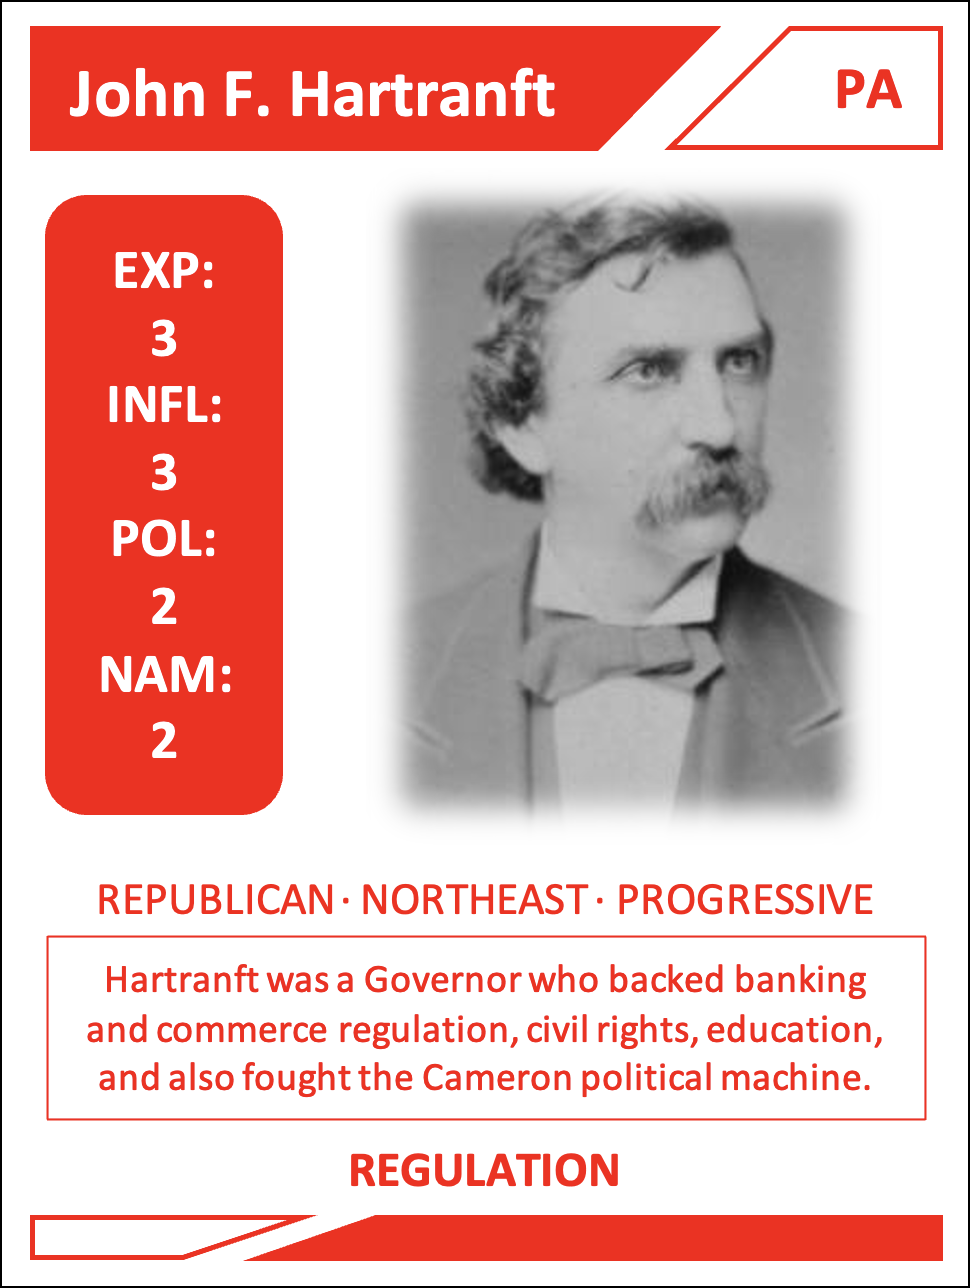 John F. Hartranft
PA
EXP:
3
INFL:
3
POL:
2
NAM:
2
REPUBLICAN · NORTHEAST · PROGRESSIVE
Hartranft was a Governor who backed banking
and commerce regulation, civil rights, education,
and also fought the Cameron political machine.
REGULATION